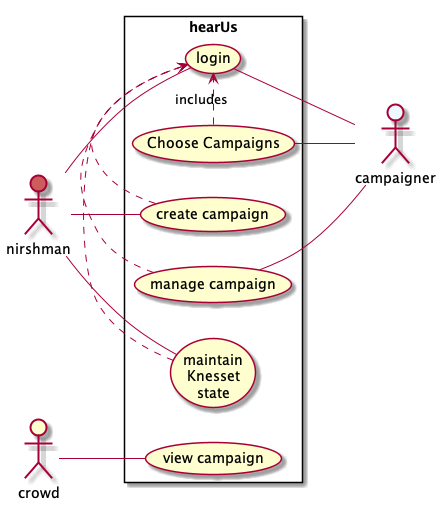 hearUs
login
includes
Choose Campaigns
campaigner
create campaign
nirshman
manage campaign
maintain
Knesset
state
view campaign
crowd